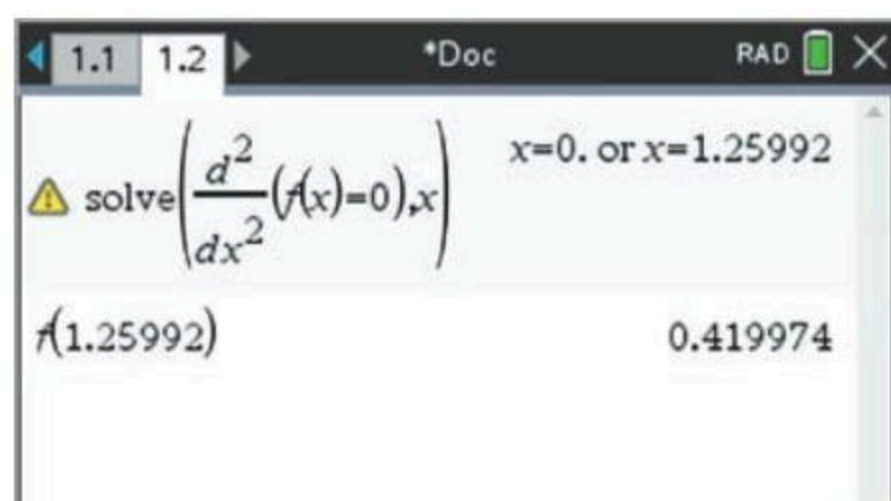 1.1 1.2 *Doc RAD
solve(d²/dx²(f(x)=0),x) x=0. or x=1.25992
f(1.25992) 0.419974